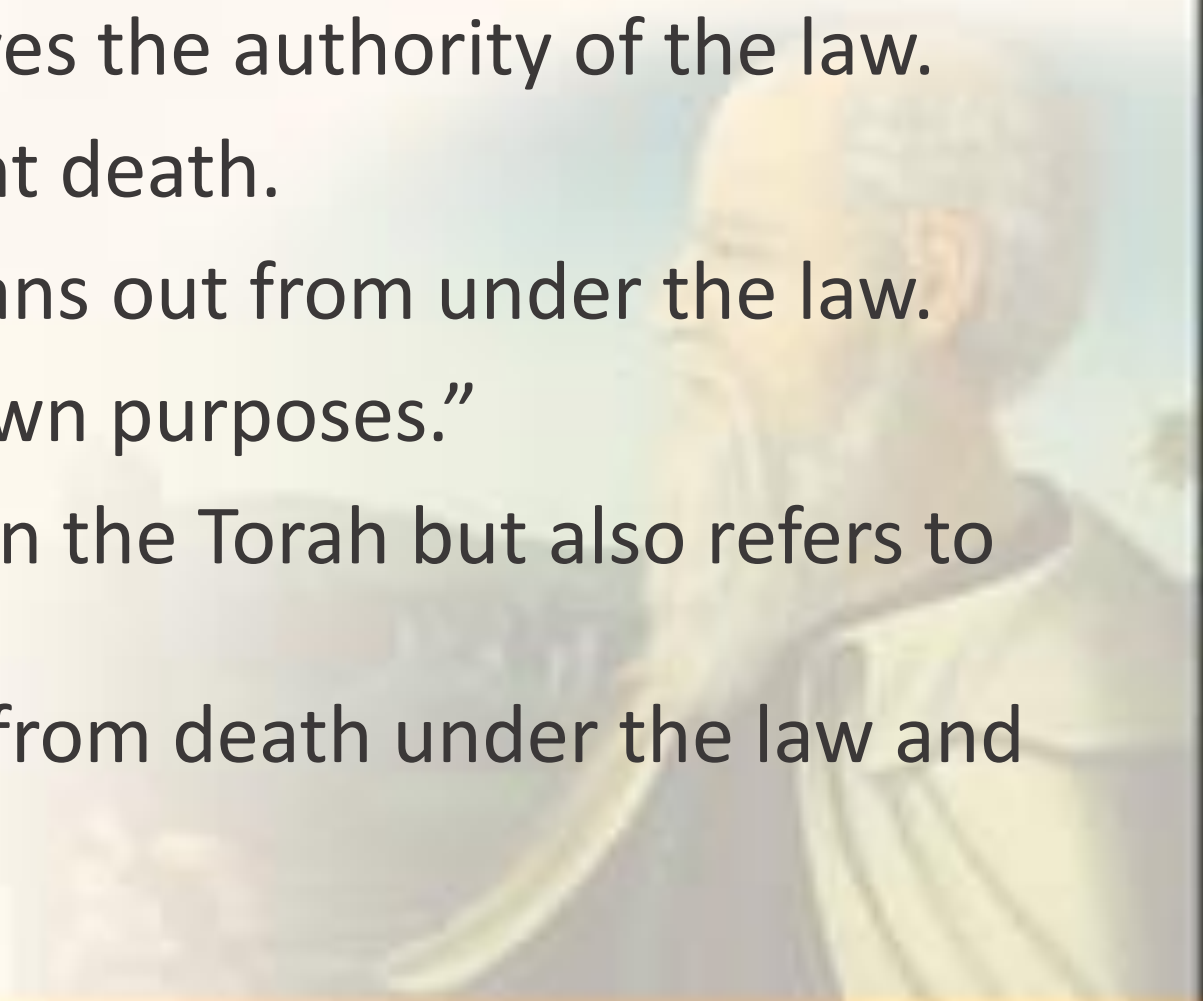 es the authority of the law.
t death.
ns out from under the law.
wn purposes.”
n the Torah but also refers to
from death under the law and